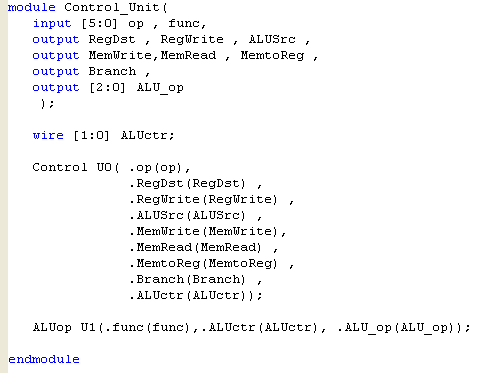 module Control_Unit(
input [5:0] op , func,
output RegDst , RegWrite , ALUSrc ,
output MemWrite,MemRead , MemtoReg ,
output Branch ,
output [2:0] ALU_op
);
wire [1:0] ALUctr;
Control U0( .op(op),
.RegDst(RegDst) ,
.RegWrite(RegWrite) ,
.ALUSrc(ALUSrc) ,
.MemWrite(MemWrite),
.MemRead(MemRead) ,
.MemtoReg(MemtoReg) ,
.Branch(Branch) ,
.ALUctr(ALUctr));
ALUop U1(.func(func),.ALUctr(ALUctr), .ALU_op(ALU_op));
endmodule